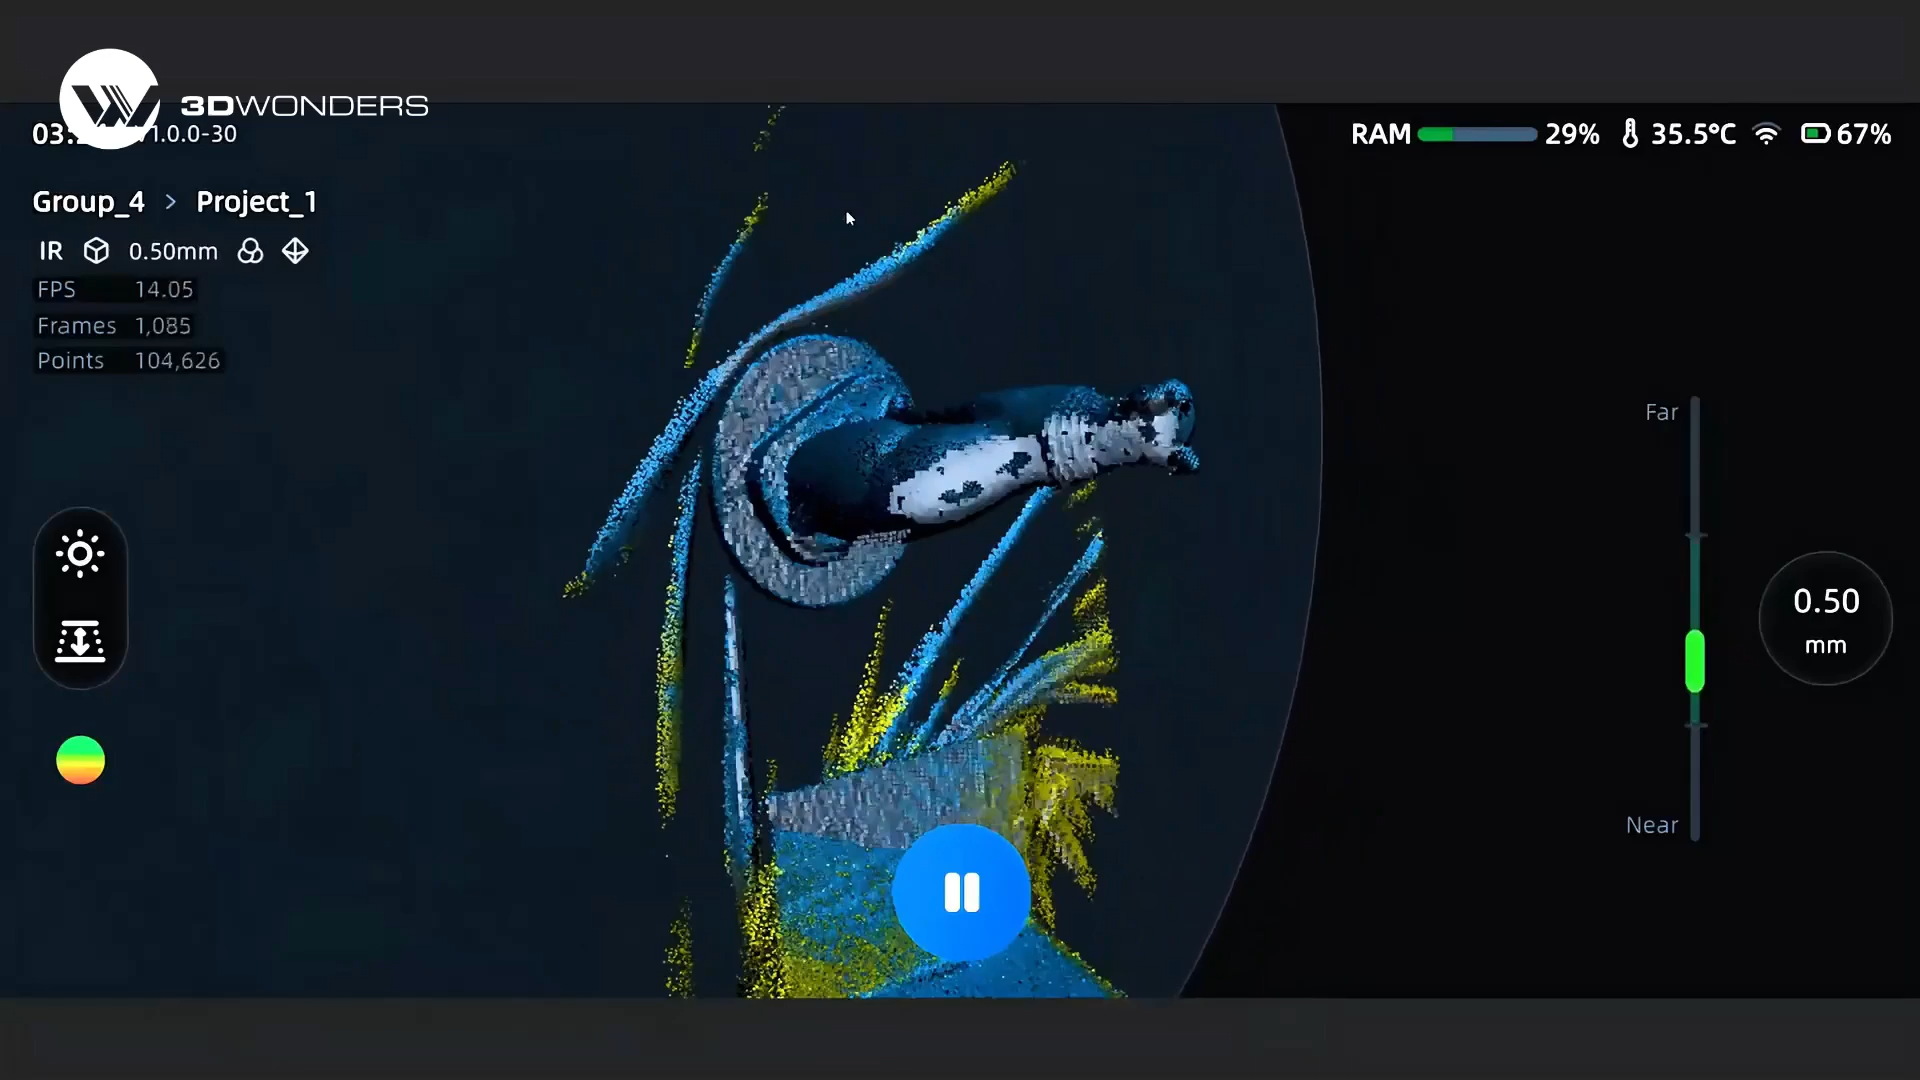 3DWONDERS
1.0.0-30
RAM 29% 35.5°C 67%
Group_4 > Project_1
IR 0.50mm
FPS 14.05
Frames 1,085
Points 104,626
Far
0.50
mm
Near